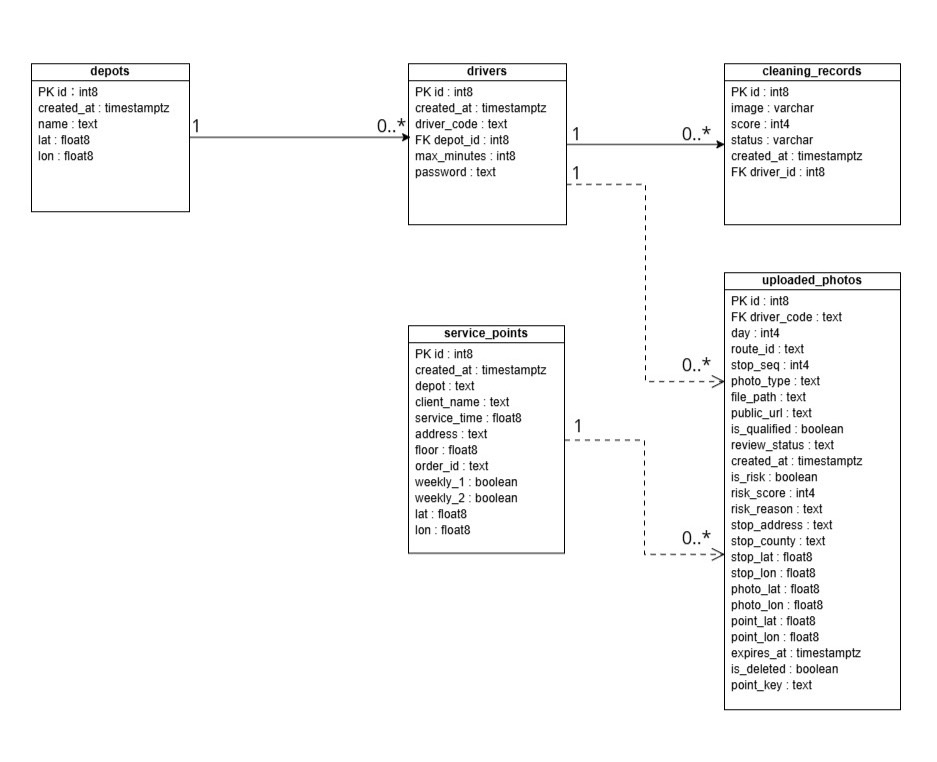 depots
PK id：int8
created_at : timestamptz
name : text
lat : float8
lon : float8
1
0..*
drivers
PK id : int8
created_at : timestamptz
driver_code : text
FK depot_id : int8
max_minutes : int8
password : text
1
0..*
1
0..*
cleaning_records
PK id : int8
image : varchar
score : int4
status : varchar
created_at : timestamptz
FK driver_id : int8
service_points
PK id : int8
created_at : timestamptz
depot : text
client_name : text
service_time : float8
address : text
floor : float8
order_id : text
weekly_1 : boolean
weekly_2 : boolean
lat : float8
lon : float8
1
0..*
uploaded_photos
PK id : int8
FK driver_code : text
day : int4
route_id : text
stop_seq : int4
photo_type : text
file_path : text
public_url : text
is_qualified : boolean
review_status : text
created_at : timestamptz
is_risk : boolean
risk_score : int4
risk_reason : text
stop_address : text
stop_county : text
stop_lat : float8
stop_lon : float8
photo_lat : float8
photo_lon : float8
point_lat : float8
point_lon : float8
expires_at : timestamptz
is_deleted : boolean
point_key : text